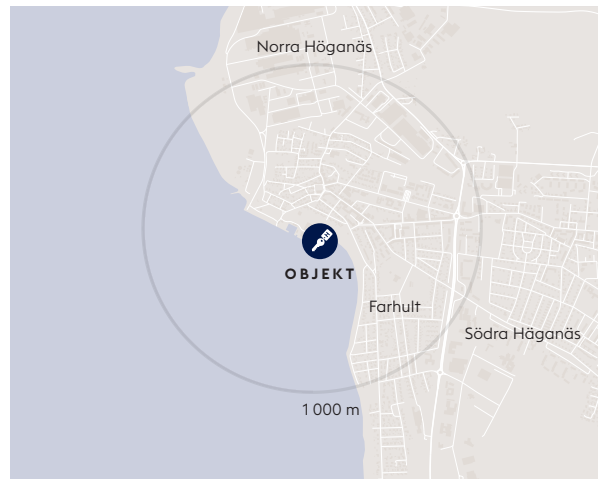 Norra Höganäs
OBJEKT
Farhult
Södra Häganäs
1 000 m